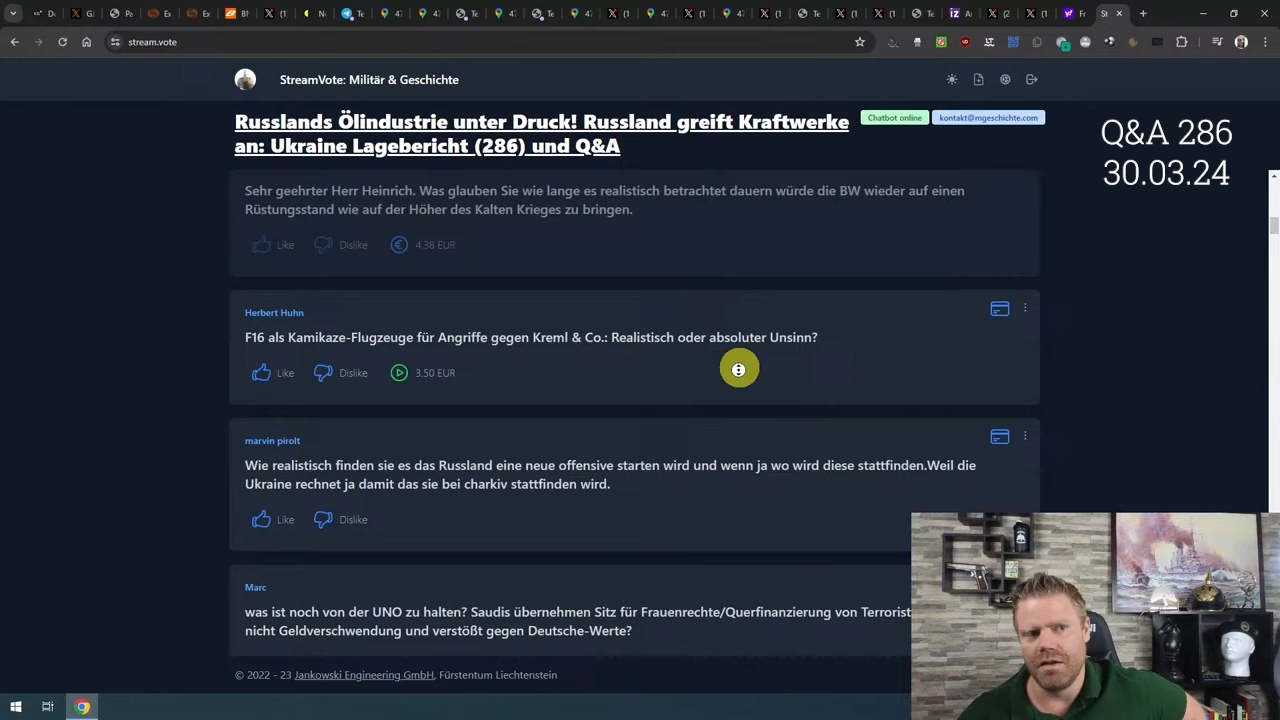 stream.vote
StreamVote: Militär & Geschichte
Russlands Ölindustrie unter Druck! Russland greift Kraftwerke
an: Ukraine Lagebericht (286) und Q&A
Chatbot online
kontakt@mgeschichte.com
Q&A 286
30.03.24
Sehr geehrter Herr Heinrich. Was glauben Sie wie lange es realistisch betrachtet dauern würde die BW wieder auf einen
Rüstungsstand wie auf der Höher des Kalten Krieges zu bringen.
Like Dislike 4.38 EUR
Herbert Huhn
F16 als Kamikaze-Flugzeuge für Angriffe gegen Kreml & Co.: Realistisch oder absoluter Unsinn?
Like Dislike 3.50 EUR
marvin pirolt
Wie realistisch finden sie es das Russland eine neue offensive starten wird und wenn ja wo wird diese stattfinden.Weil die
Ukraine rechnet ja damit das sie bei charkiv stattfinden wird.
Like Dislike
Marc
was ist noch von der UNO zu halten? Saudis übernehmen Sitz für Frauenrechte/Querfinanzierung von Terrorist
nicht Geldverschwendung und verstößt gegen Deutsche-Werte?
© 2022 - 23 Jankowski Engineering GmbH, Fürstentum Liechtenstein